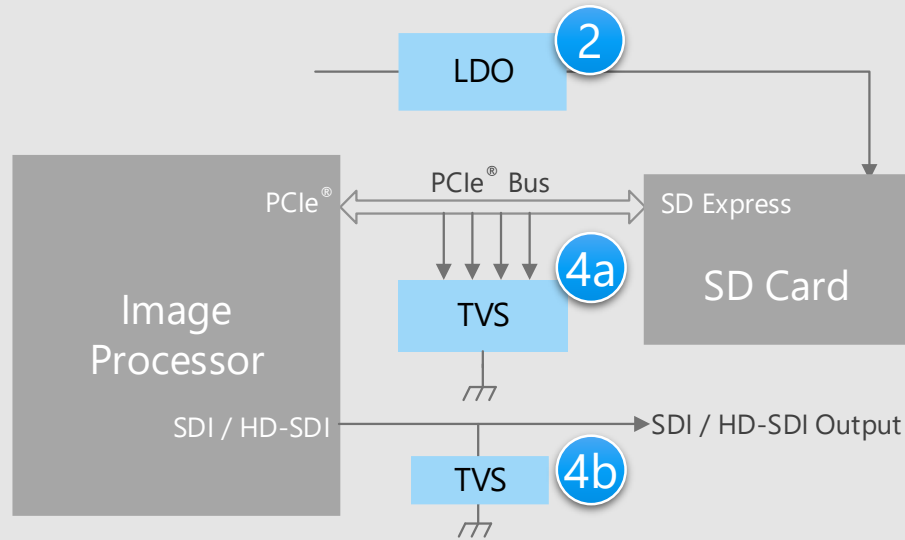 2
LDO
PCIe® Bus
PCIe®
SD Express
4a
SD Card
TVS
Image
Processor
SDI / HD-SDI
SDI / HD-SDI Output
4b
TVS